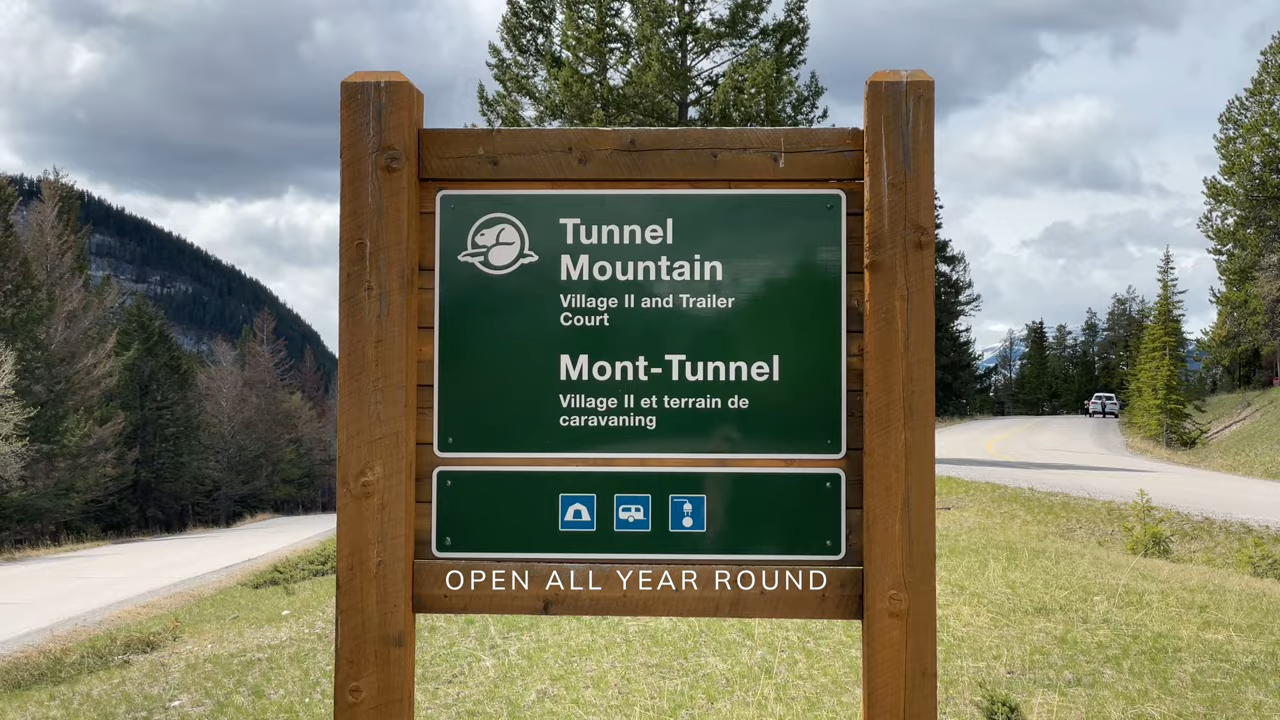 Tunnel
Mountain
Village II and Trailer
Court
Mont-Tunnel
Village II et terrain de
caravaning
OPEN ALL YEAR ROUND